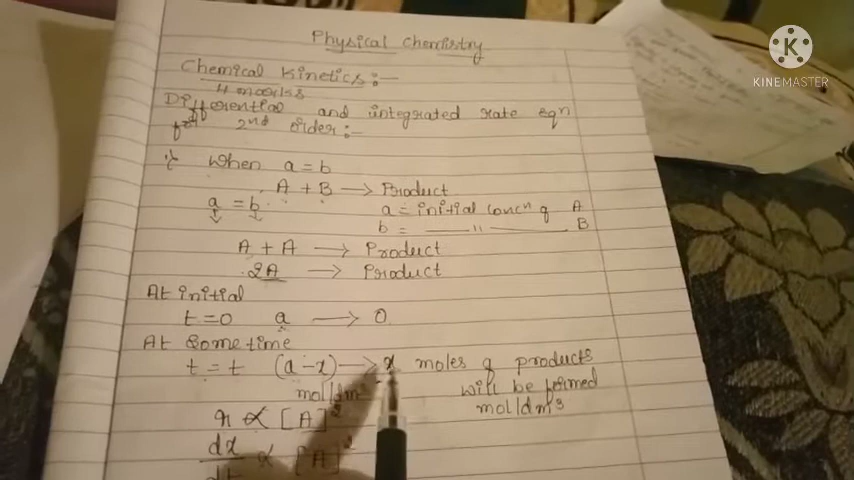 Physical Chemistry
Chemical Kinetics :-
4 marks
Differential and integrated rate eqn
for 2nd order :-
When a = b
A + B → Product
a = b. a = initial concn of A
b = —— " —— B
A + A → Product
2A → Product
At initial
t = 0 a → 0
At some time
t = t (a - x) → x moles of products
mol/dm³ will be formed
mol/dm3
r ∝ [A]²
dx/dt ∝ [A]²
K
KINEMASTER